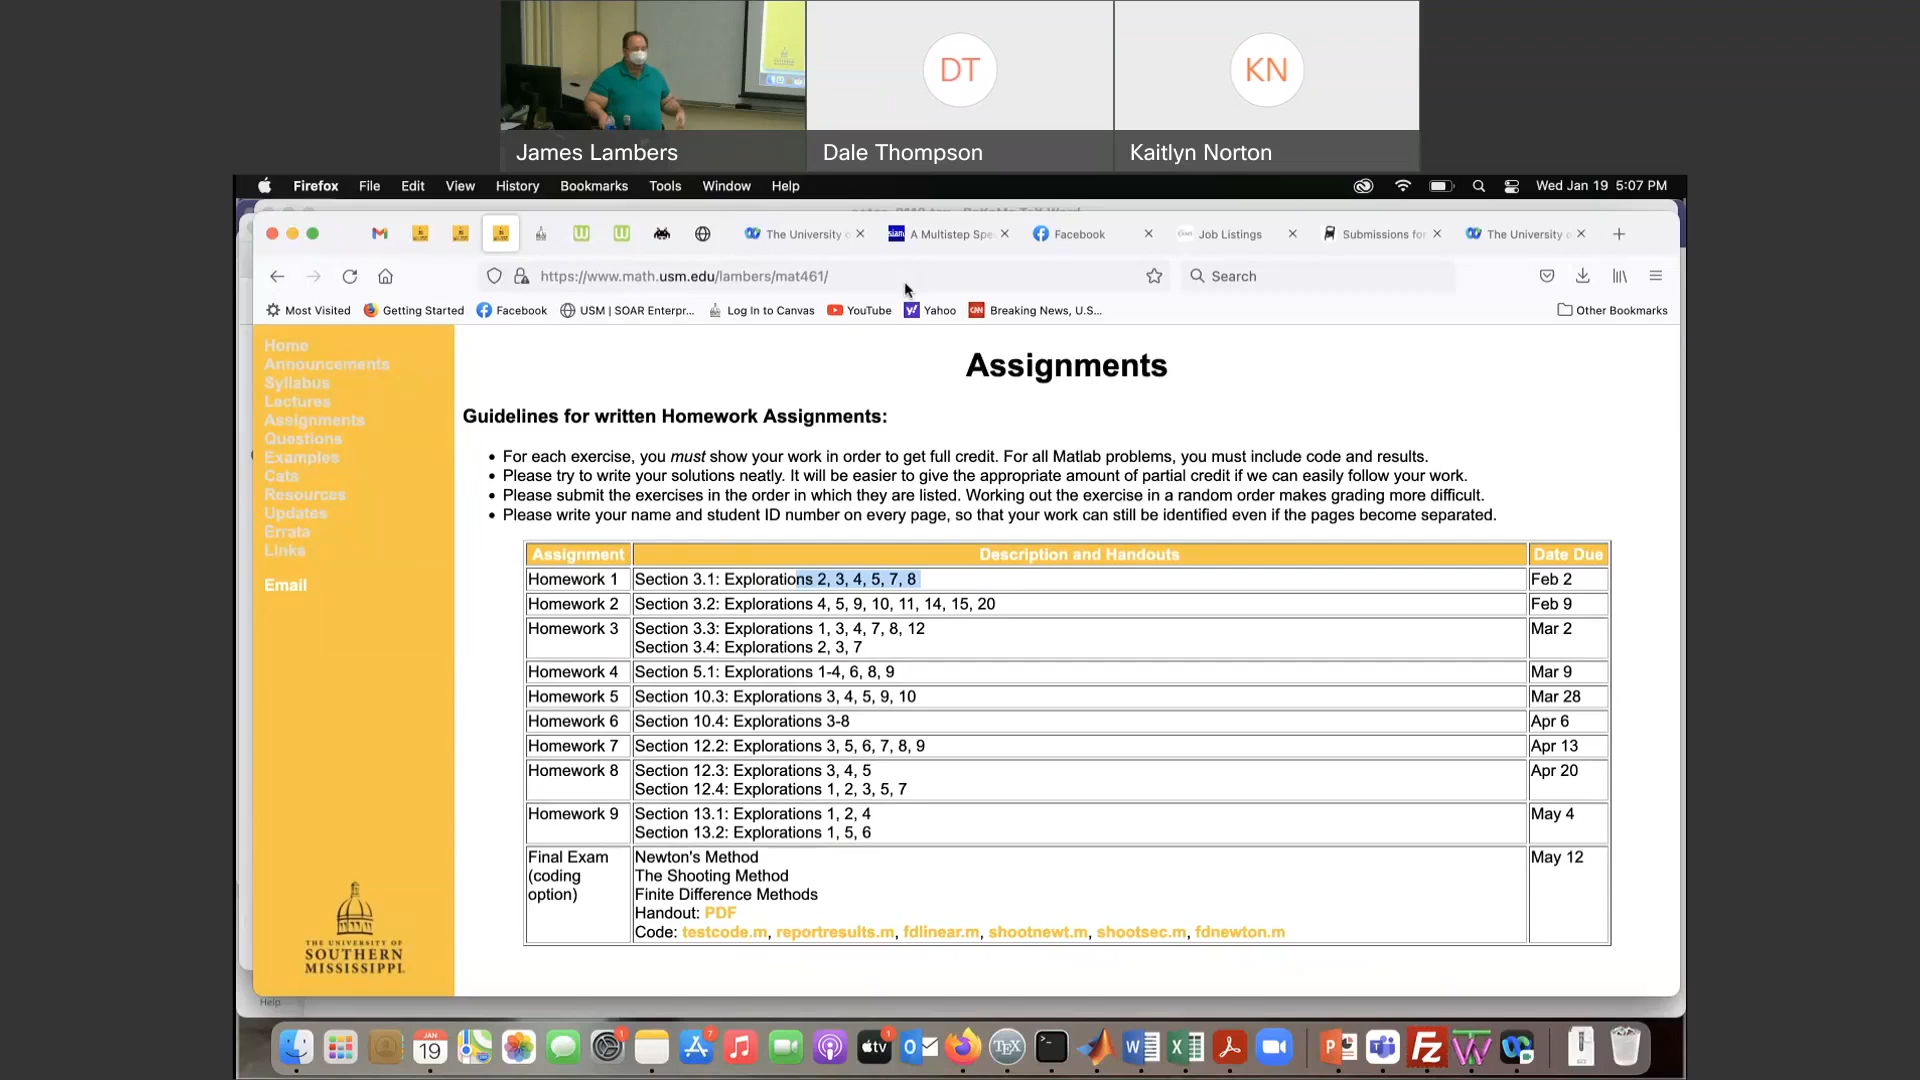 DT
KN
James Lambers
Dale Thompson
Kaitlyn Norton
Firefox File Edit View History Bookmarks Tools Window Help
Wed Jan 19 5:07 PM
The University o
A Multistep Spe
Facebook
Job Listings
Submissions for
The University o
https://www.math.usm.edu/lambers/mat461/
Search
Most Visited
Getting Started
Facebook
USM | SOAR Enterpr...
Log In to Canvas
YouTube
Yahoo
Breaking News, U.S...
Other Bookmarks
Home
Announcements
Syllabus
Lectures
Assignments
Questions
Examples
Cats
Resources
Updates
Errata
Links
Email
THE UNIVERSITY OF
SOUTHERN
MISSISSIPPI
Assignments
Guidelines for written Homework Assignments:
• For each exercise, you must show your work in order to get full credit. For all Matlab problems, you must include code and results.
• Please try to write your solutions neatly. It will be easier to give the appropriate amount of partial credit if we can easily follow your work.
• Please submit the exercises in the order in which they are listed. Working out the exercise in a random order makes grading more difficult.
• Please write your name and student ID number on every page, so that your work can still be identified even if the pages become separated.
Assignment Description and Handouts Date Due
Homework 1 Section 3.1: Explorations 2, 3, 4, 5, 7, 8 Feb 2
Homework 2 Section 3.2: Explorations 4, 5, 9, 10, 11, 14, 15, 20 Feb 9
Homework 3 Section 3.3: Explorations 1, 3, 4, 7, 8, 12 Mar 2
Section 3.4: Explorations 2, 3, 7
Homework 4 Section 5.1: Explorations 1-4, 6, 8, 9 Mar 9
Homework 5 Section 10.3: Explorations 3, 4, 5, 9, 10 Mar 28
Homework 6 Section 10.4: Explorations 3-8 Apr 6
Homework 7 Section 12.2: Explorations 3, 5, 6, 7, 8, 9 Apr 13
Homework 8 Section 12.3: Explorations 3, 4, 5 Apr 20
Section 12.4: Explorations 1, 2, 3, 5, 7
Homework 9 Section 13.1: Explorations 1, 2, 4 May 4
Section 13.2: Explorations 1, 5, 6
Final Exam Newton's Method May 12
(coding The Shooting Method
option) Finite Difference Methods
Handout: PDF
Code: testcode.m, reportresults.m, fdlinear.m, shootnewt.m, shootsec.m, fdnewton.m
Help
JAN
19
1
7
tv
1
TEX